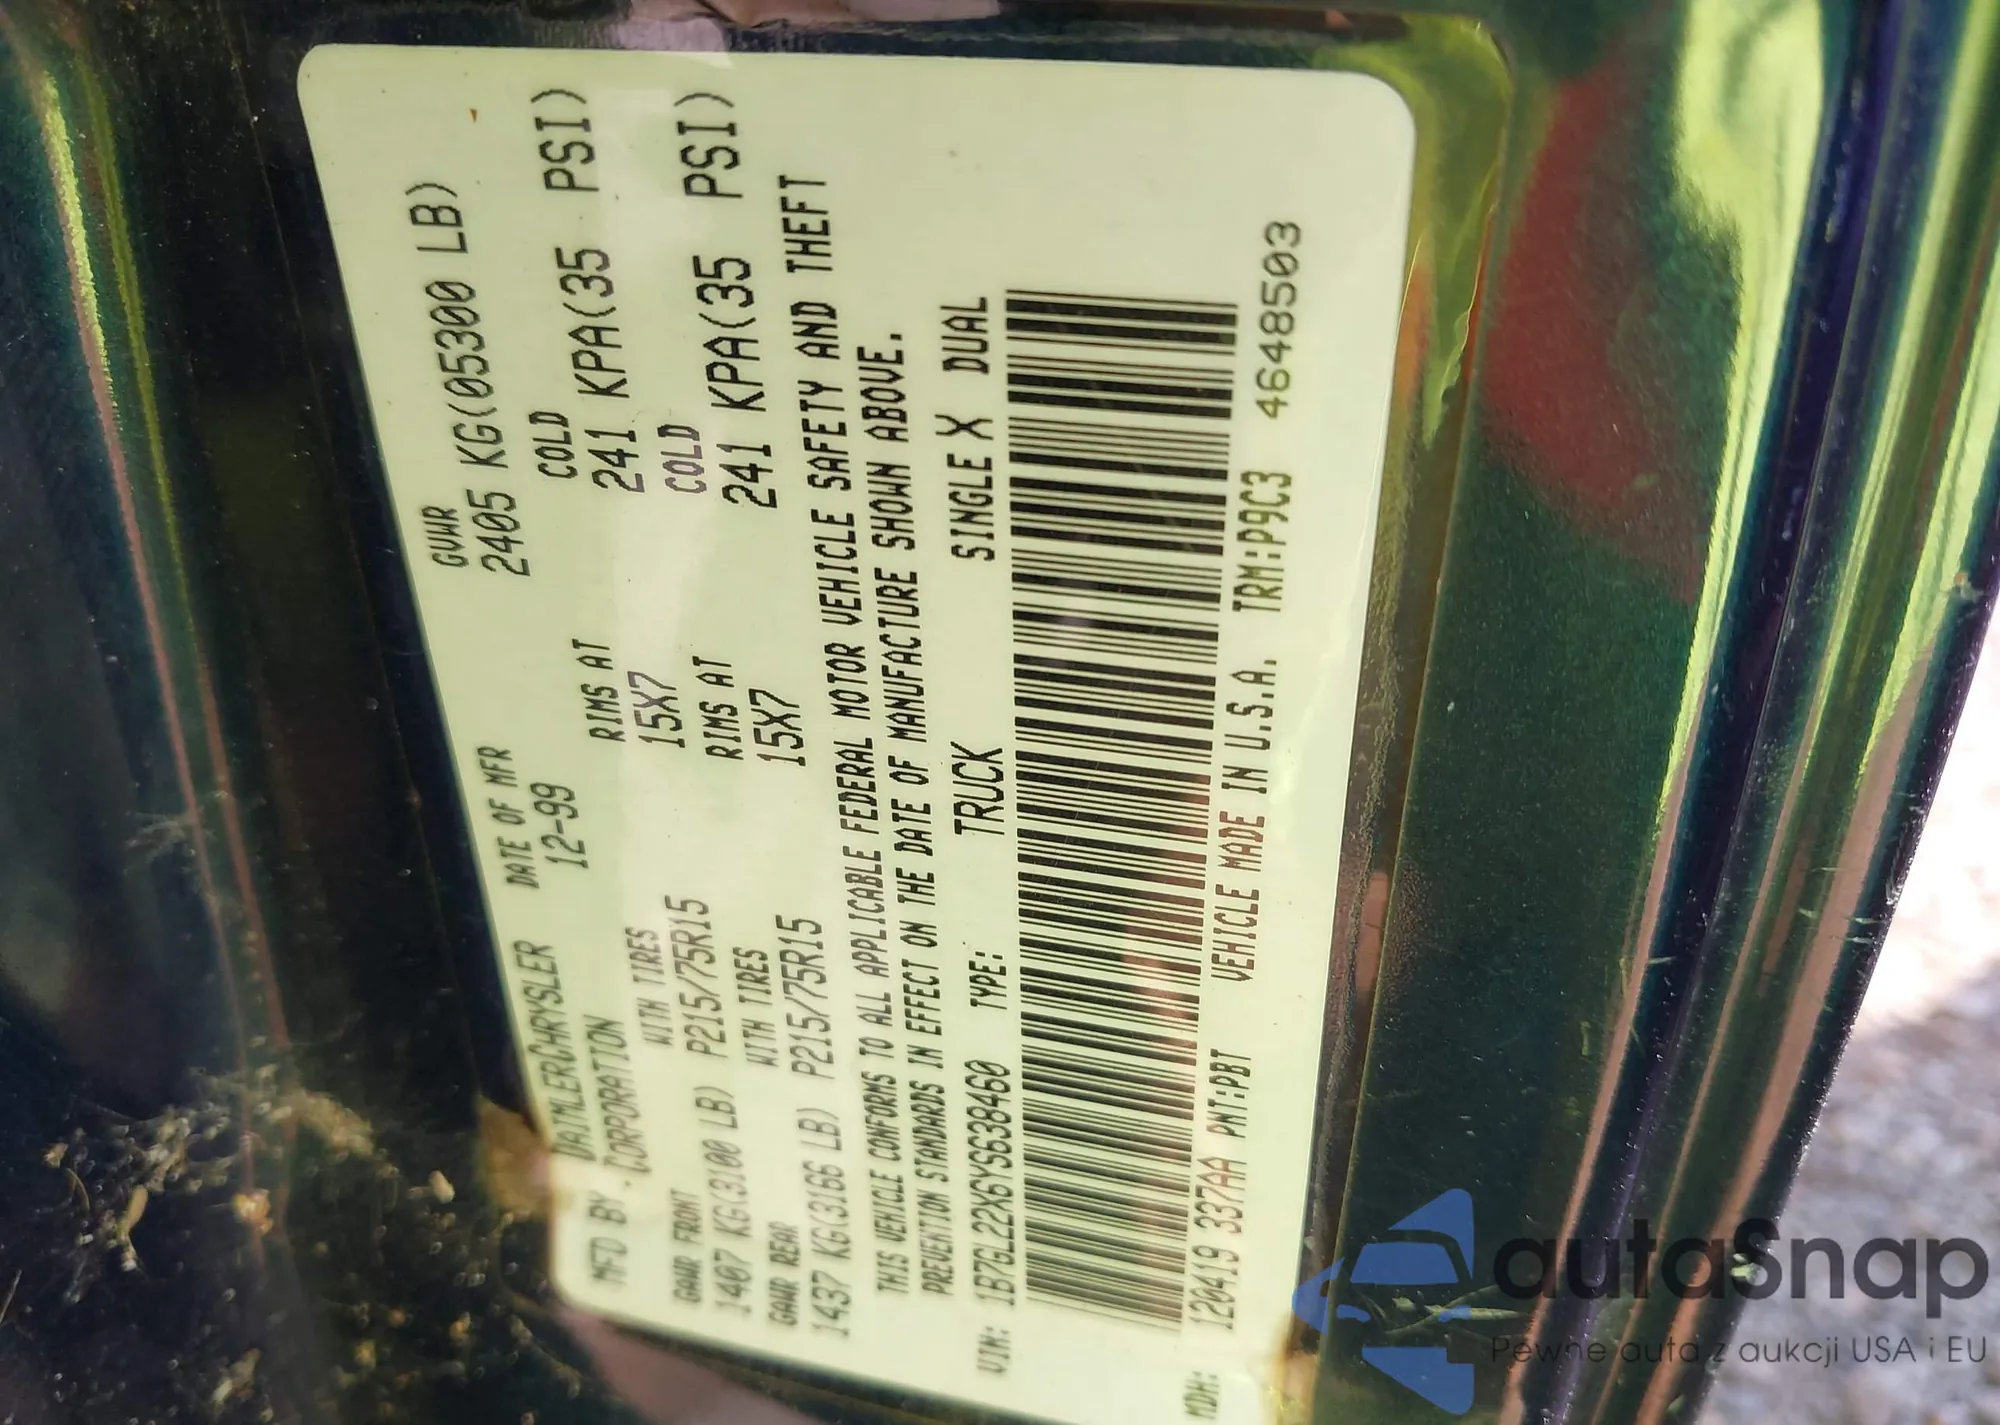 MFD BY DAIMLERCHRYSLER DATE OF MFR GVWR
CORPORATION 12-99 2405 KG(05300 LB)
GAWR FRONT WITH TIRES RIMS AT COLD
1407 KG(3100 LB) P215/75R15 15X7 241 KPA(35 PSI)
GAWR REAR WITH TIRES RIMS AT COLD
1437 KG(3166 LB) P215/75R15 15X7 241 KPA(35 PSI)
THIS VEHICLE CONFORMS TO ALL APPLICABLE FEDERAL MOTOR VEHICLE SAFETY AND THEFT
PREVENTION STANDARDS IN EFFECT ON THE DATE OF MANUFACTURE SHOWN ABOVE.
VIN: 1B7GL22X6YS638460 TYPE: TRUCK SINGLE X DUAL
MDH: 120419 337AA PNT:PBT VEHICLE MADE IN U.S.A. TRM:P9C3 4648503
autasnap
Pewne auta z aukcji USA i EU